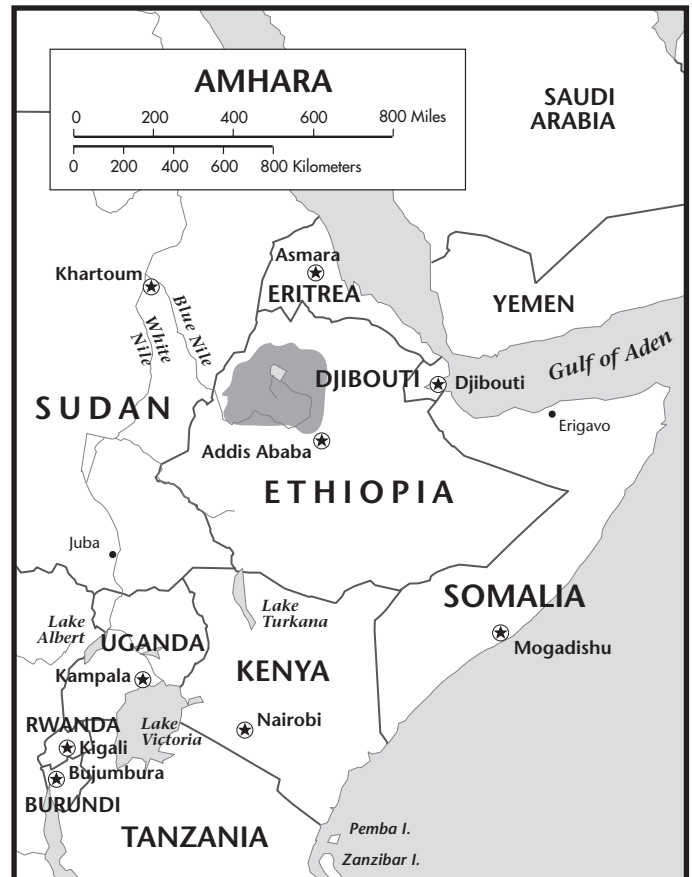 AMHARA
0 200 400 600 800 Miles
0 200 400 600 800 Kilometers
SAUDI
ARABIA
Asmara
Khartoum
ERITREA
YEMEN
Blue Nile
White
Nile
Gulf of Aden
DJIBOUTI
Djibouti
SUDAN
Erigavo
Addis Ababa
ETHIOPIA
Juba
SOMALIA
Lake
Turkana
Lake
Albert
UGANDA
Mogadishu
KENYA
Kampala
RWANDA
Lake
Victoria
Nairobi
Kigali
Bujumbura
BURUNDI
TANZANIA
Pemba I.
Zanzibar I.